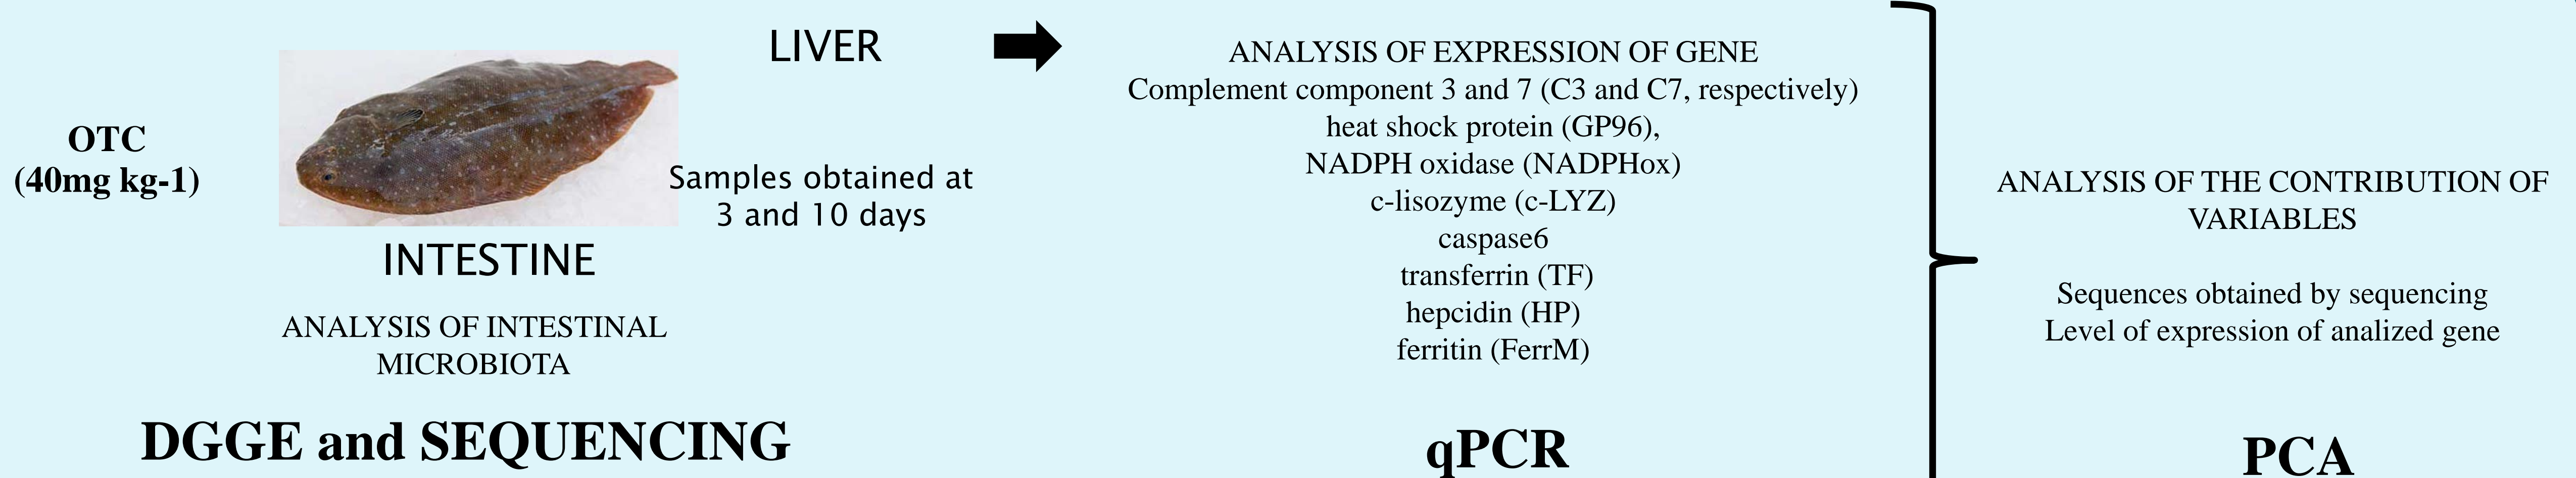 OTC
(40mg kg-1)
LIVER
Samples obtained at
3 and 10 days
INTESTINE
ANALYSIS OF INTESTINAL
MICROBIOTA
DGGE and SEQUENCING
ANALYSIS OF EXPRESSION OF GENE
Complement component 3 and 7 (C3 and C7, respectively)
heat shock protein (GP96),
NADPH oxidase (NADPHox)
c-lisozyme (c-LYZ)
caspase6
transferrin (TF)
hepcidin (HP)
ferritin (FerrM)
qPCR
ANALYSIS OF THE CONTRIBUTION OF
VARIABLES
Sequences obtained by sequencing
Level of expression of analized gene
PCA